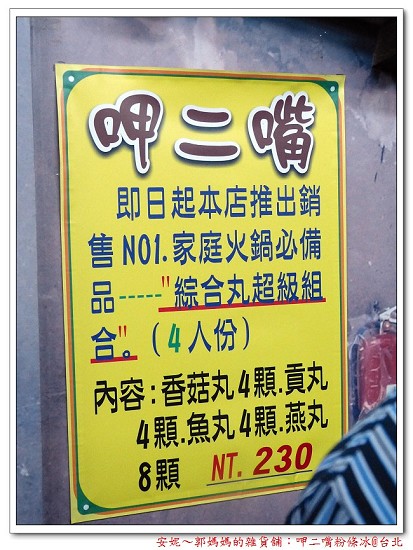 呷二嘴
即日起本店推出銷
售NO1.家庭火鍋必備
品-----"綜合丸超級組
合"。(4人份)
內容:香菇丸4顆.貢丸
4顆.魚丸4顆.燕丸
8顆 NT. 230
安妮～郭媽媽的雜貨舖：呷二嘴粉條冰@台北